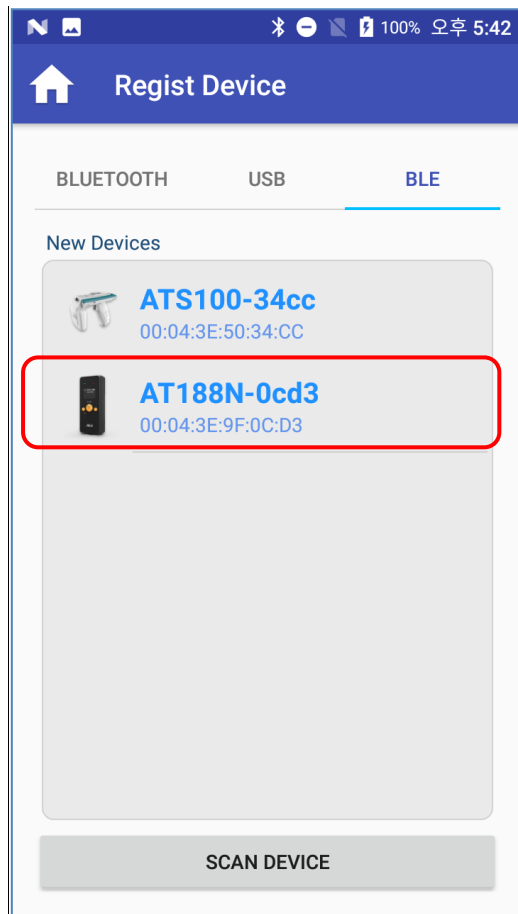 100% 오후 5:42
Regist Device
BLUETOOTH USB BLE
New Devices
ATS100-34cc
00:04:3E:50:34:CC
AT188N-0cd3
00:04:3E:9F:0C:D3
SCAN DEVICE